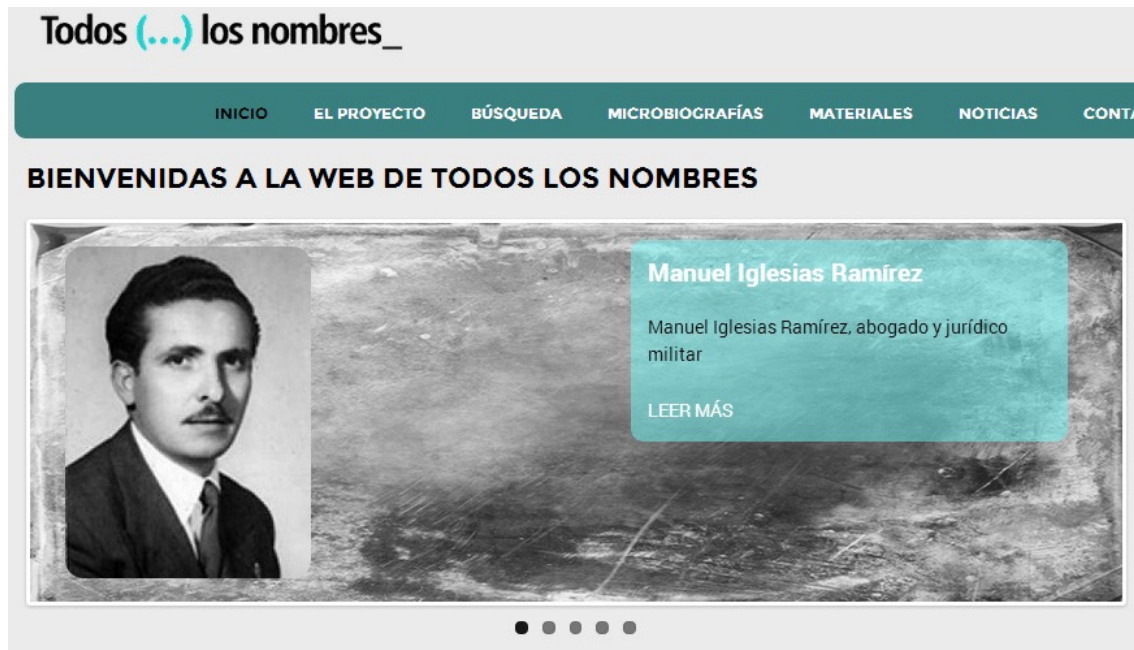 Todos (...) los nombres_
INICIO EL PROYECTO BÚSQUEDA MICROBIOGRAFÍAS MATERIALES NOTICIAS CONTA
BIENVENIDAS A LA WEB DE TODOS LOS NOMBRES
Manuel Iglesias Ramírez
Manuel Iglesias Ramírez, abogado y jurídico
militar
LEER MÁS